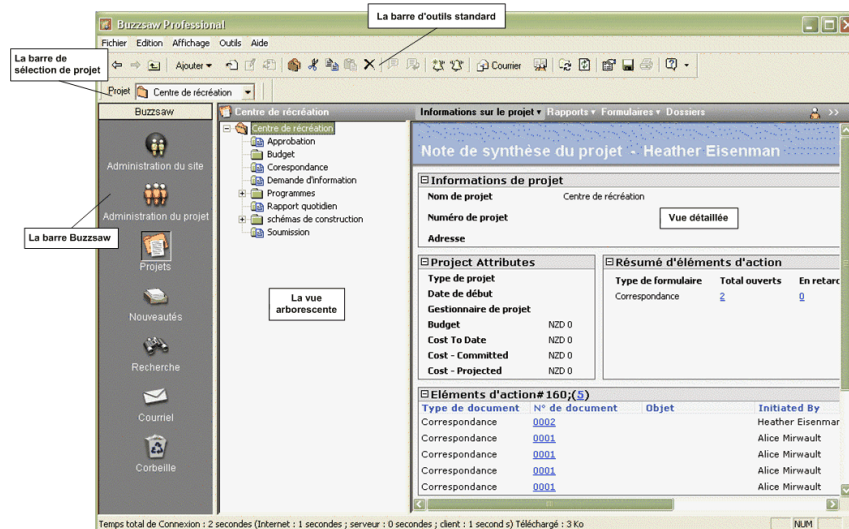 Buzzsaw Professional
La barre d'outils standard
Fichier Edition Affichage Outils Aide
La barre de sélection de projet
Ajouter
Courrier
Projet Centre de récréation
Buzzsaw
Centre de récréation
Informations sur le projet Rapports Formulaires Dossiers >>
Administration du site
Administration du projet
La barre Buzzsaw
Projets
Nouveautés
Recherche
Courriel
Corbeille
Centre de récréation
Approbation
Budget
Corespondance
Demande d'information
Programmes
Rapport quotidien
schémas de construction
Soumission
La vue arborescente
Note de synthèse du projet - Heather Eisenman
Informations de projet
Nom de projet Centre de récréation
Numéro de projet
Vue détaillée
Adresse
Project Attributes
Type de projet
Date de début
Gestionnaire de projet
Budget NZD 0
Cost To Date NZD 0
Cost - Committed NZD 0
Cost - Projected NZD 0
Résumé d'éléments d'action
Type de formulaire Total ouverts En retarc
Correspondance 2 0
Eléments d'action#160;(5)
Type de document N° de document Objet Initiated By
Correspondance 0002 Heather Eisenmar
Correspondance 0001 Alice Mirwault
Correspondance 0001 Alice Mirwault
Correspondance 0001 Alice Mirwault
Correspondance 0001 Alice Mirwault
Temps total de Connexion : 2 secondes (Internet : 1 secondes ; serveur : 0 secondes ; client : 1 second s) Téléchargé : 3 Ko
NUM